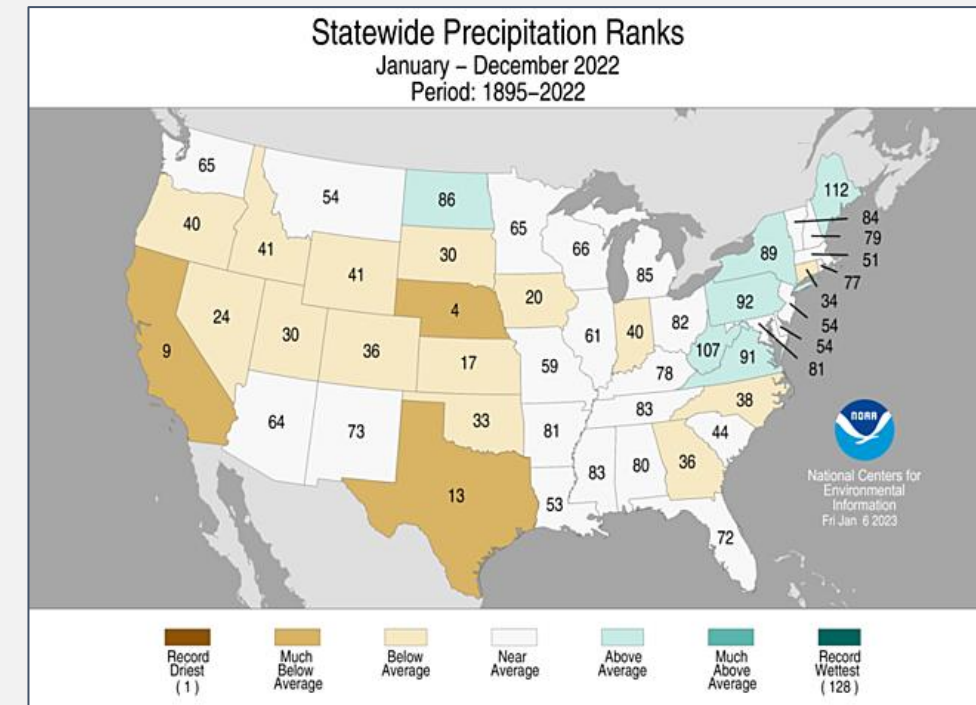 Statewide Precipitation Ranks
January – December 2022
Period: 1895–2022
65
54
86
65
66
85
112
84
79
51
77
34
54
54
81
40
41
41
30
20
61
40
82
92
89
107
91
9
24
30
36
4
17
59
78
38
64
73
33
81
83
44
13
53
83
80
36
72
NOAA
National Centers for
Environmental
Information
Fri Jan 6 2023
Record
Driest
(1)
Much
Below
Average
Below
Average
Near
Average
Above
Average
Much
Above
Average
Record
Wettest
(128)